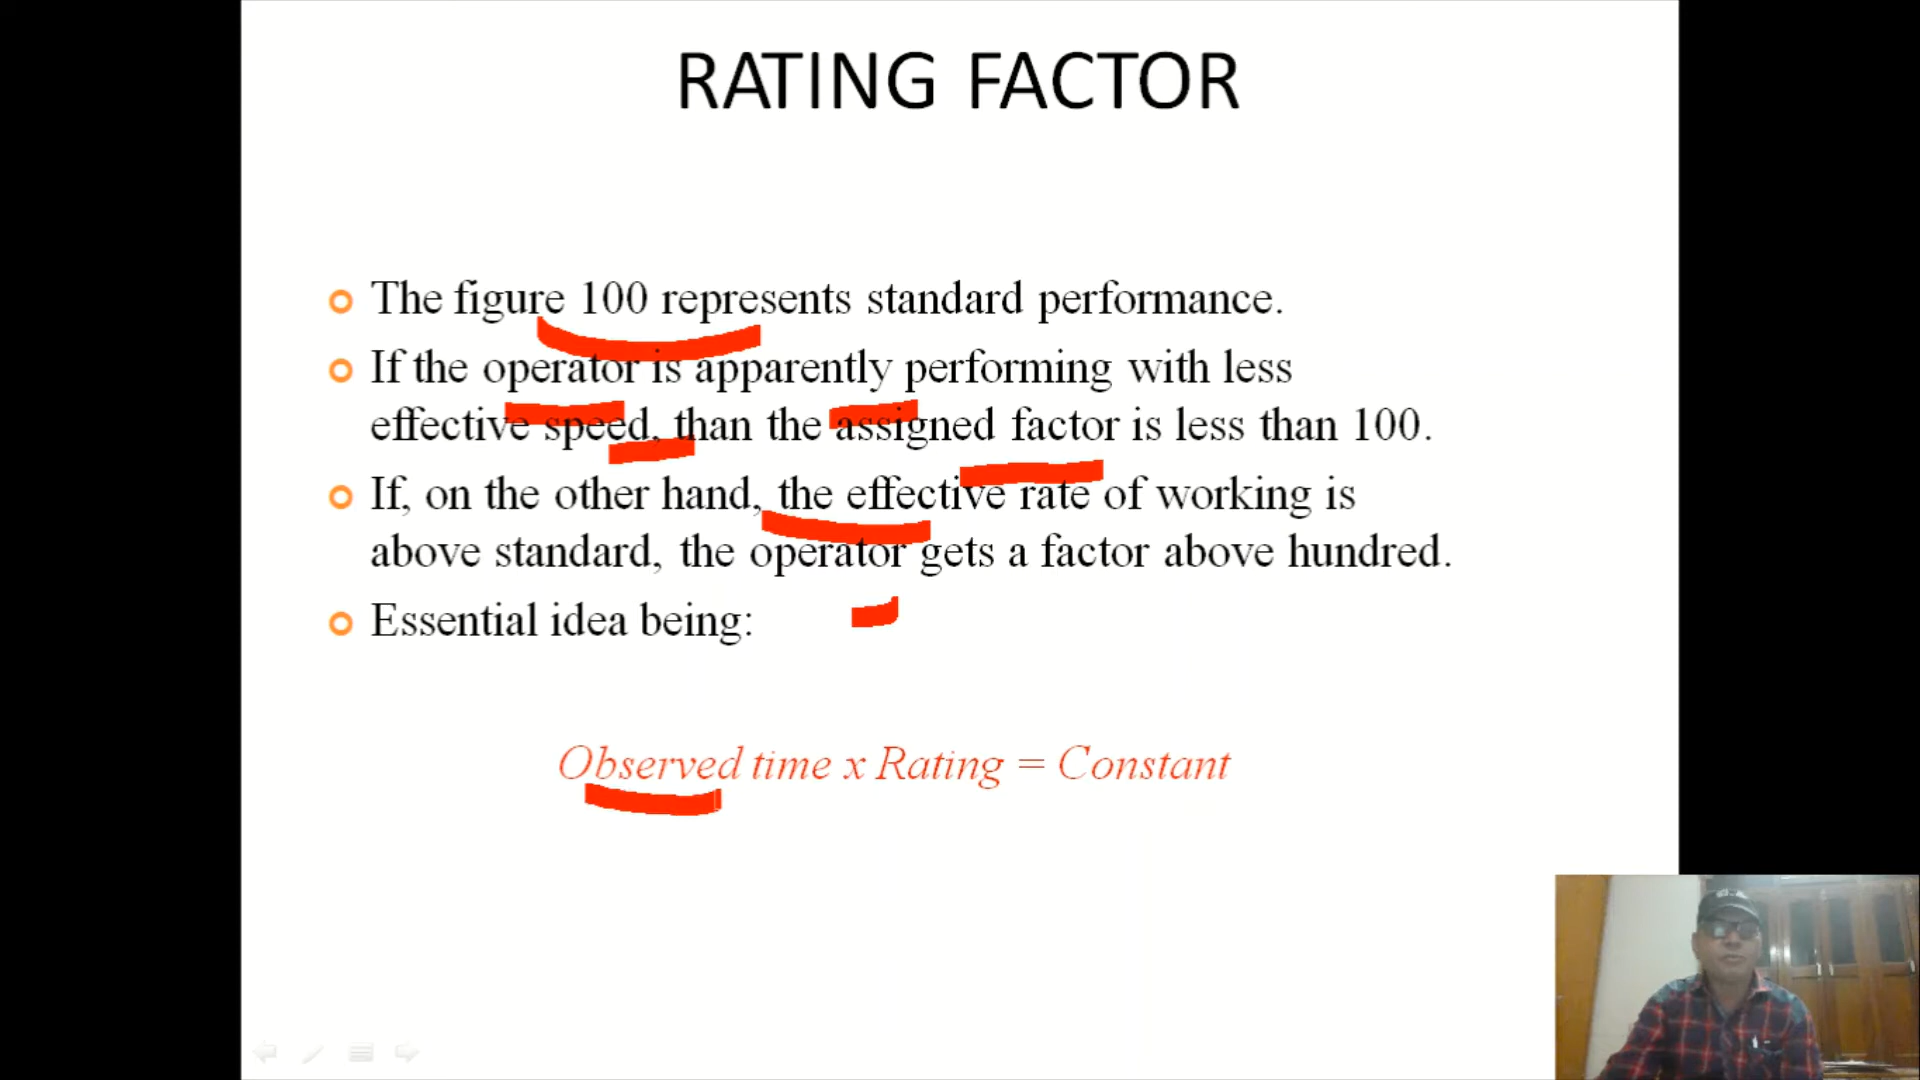 RATING FACTOR
The figure 100 represents standard performance.
If the operator is apparently performing with less
effective speed, than the assigned factor is less than 100.
If, on the other hand, the effective rate of working is
above standard, the operator gets a factor above hundred.
Essential idea being:
Observed time x Rating = Constant